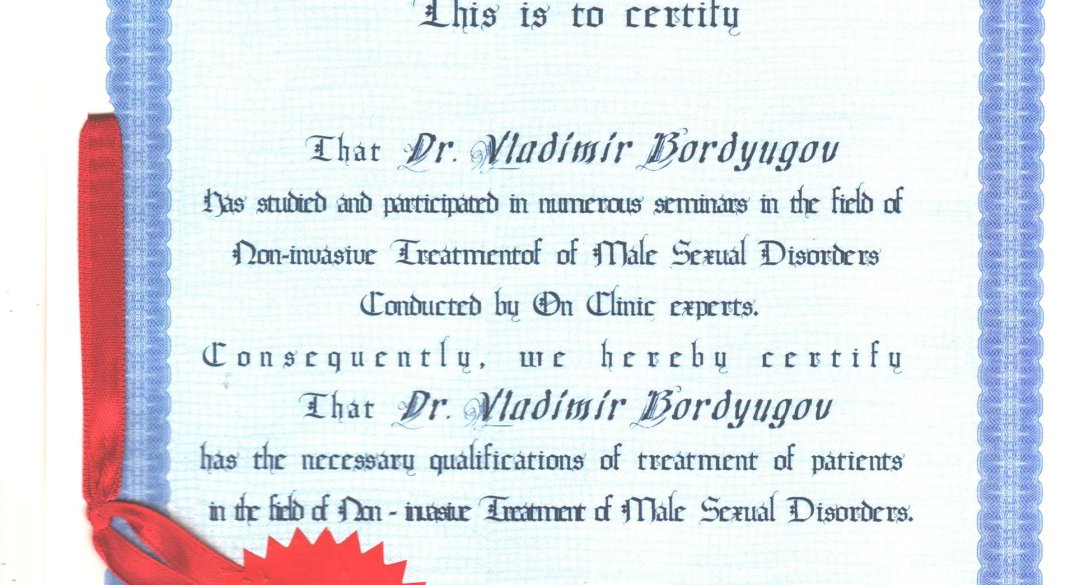 This is to certify
That Dr. Vladimir Bordyugov
Has studied and participated in numerous seminars in the field of
Non-invasive Treatmentof of Male Sexual Disorders
Conducted by On Clinic experts.
Consequently, we hereby certify
That Dr. Vladimir Bordyugov
has the necessary qualifications of treatment of patients
in the field of Non - invasive Treatment of Male Sexual Disorders.